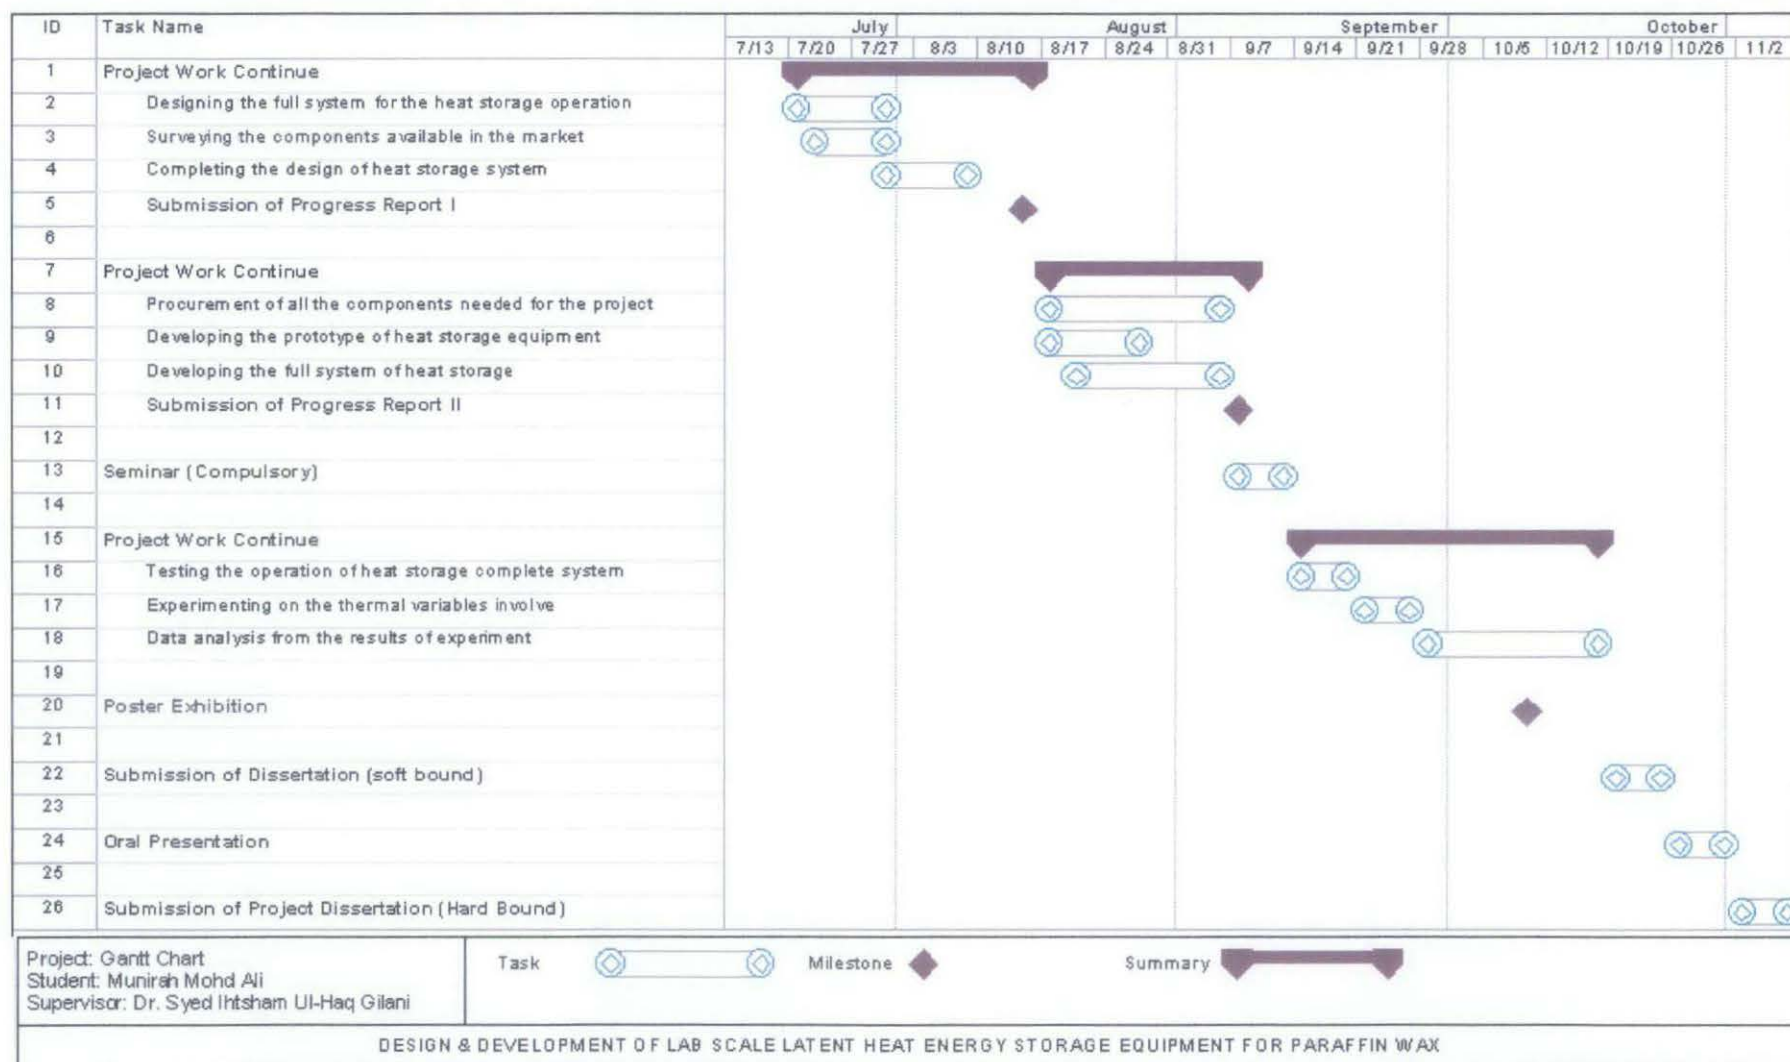 ID Task Name July August September October
7/13 7/20 7/27 8/3 8/10 8/17 8/24 8/31 9/7 9/14 9/21 9/28 10/5 10/12 10/19 10/26 11/2
1 Project Work Continue
2 Designing the full system for the heat storage operation
3 Surveying the components available in the market
4 Completing the design of heat storage system
5 Submission of Progress Report I
6
7 Project Work Continue
8 Procurement of all the components needed for the project
9 Developing the prototype of heat storage equipment
10 Developing the full system of heat storage
11 Submission of Progress Report II
12
13 Seminar (Compulsory)
14
15 Project Work Continue
16 Testing the operation of heat storage complete system
17 Experimenting on the thermal variables involve
18 Data analysis from the results of experiment
19
20 Poster Exhibition
21
22 Submission of Dissertation (soft bound)
23
24 Oral Presentation
25
26 Submission of Project Dissertation (Hard Bound)
Project: Gantt Chart
Student: Munirah Mohd Ali
Supervisor: Dr. Syed Ihtsham Ul-Haq Gilani
Task Milestone Summary
DESIGN & DEVELOPMENT OF LAB SCALE LATENT HEAT ENERGY STORAGE EQUIPMENT FOR PARAFFIN WAX